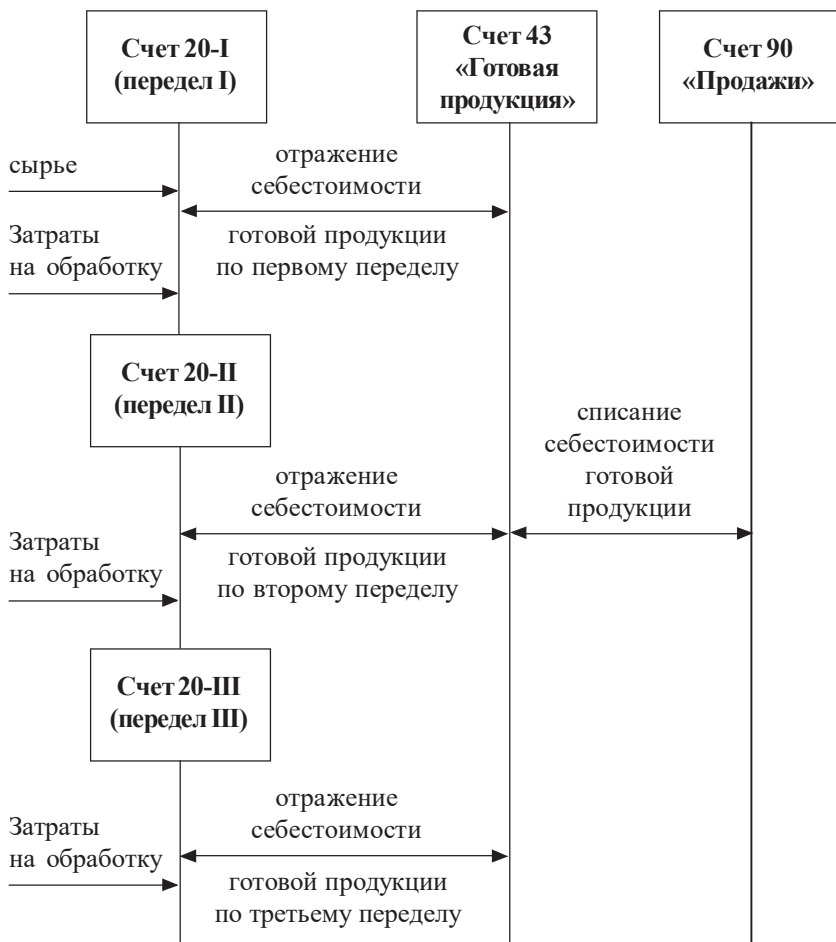 Счет 20-I
(передел I)
Счет 43
«Готовая
продукция»
Счет 90
«Продажи»
сырье
отражение
себестоимости
готовой продукции
по первому переделу
Затраты
на обработку
Счет 20-II
(передел II)
списание
себестоимости
готовой
продукции
отражение
себестоимости
готовой продукции
по второму переделу
Затраты
на обработку
Счет 20-III
(передел III)
отражение
себестоимости
готовой продукции
по третьему переделу
Затраты
на обработку